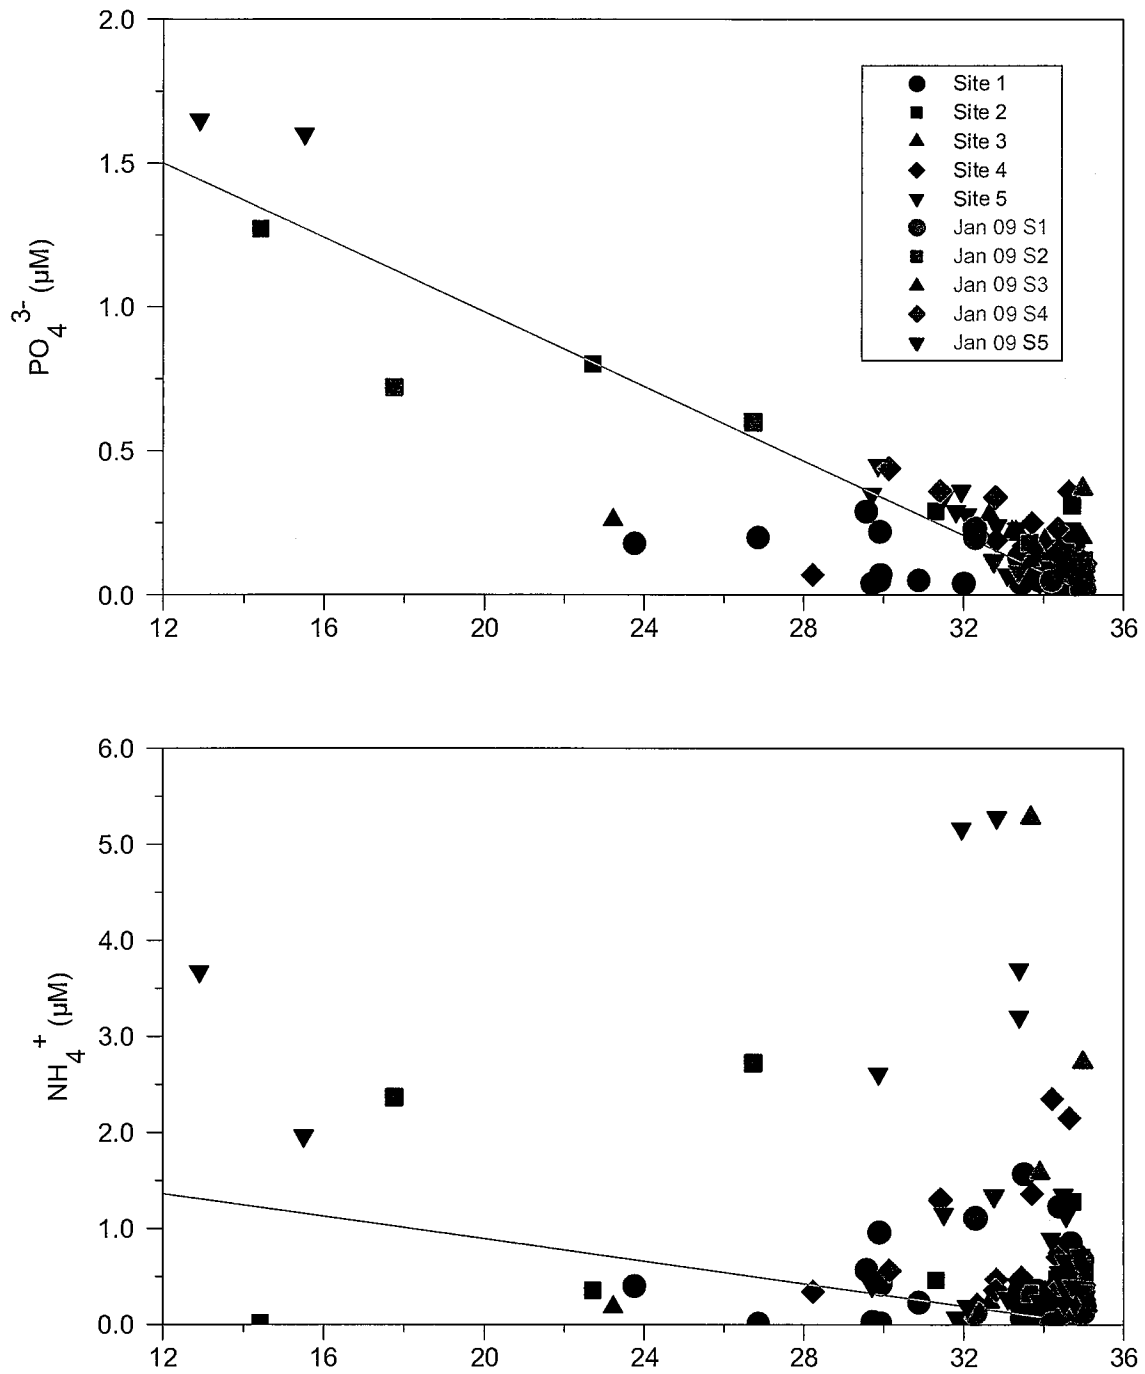 2.0
1.5
1.0
0.5
0.0
PO4 3- (µM)
Site 1
Site 2
Site 3
Site 4
Site 5
Jan 09 S1
Jan 09 S2
Jan 09 S3
Jan 09 S4
Jan 09 S5
12 16 20 24 28 32 36
6.0
5.0
4.0
3.0
2.0
1.0
0.0
NH4 + (µM)
12 16 20 24 28 32 36